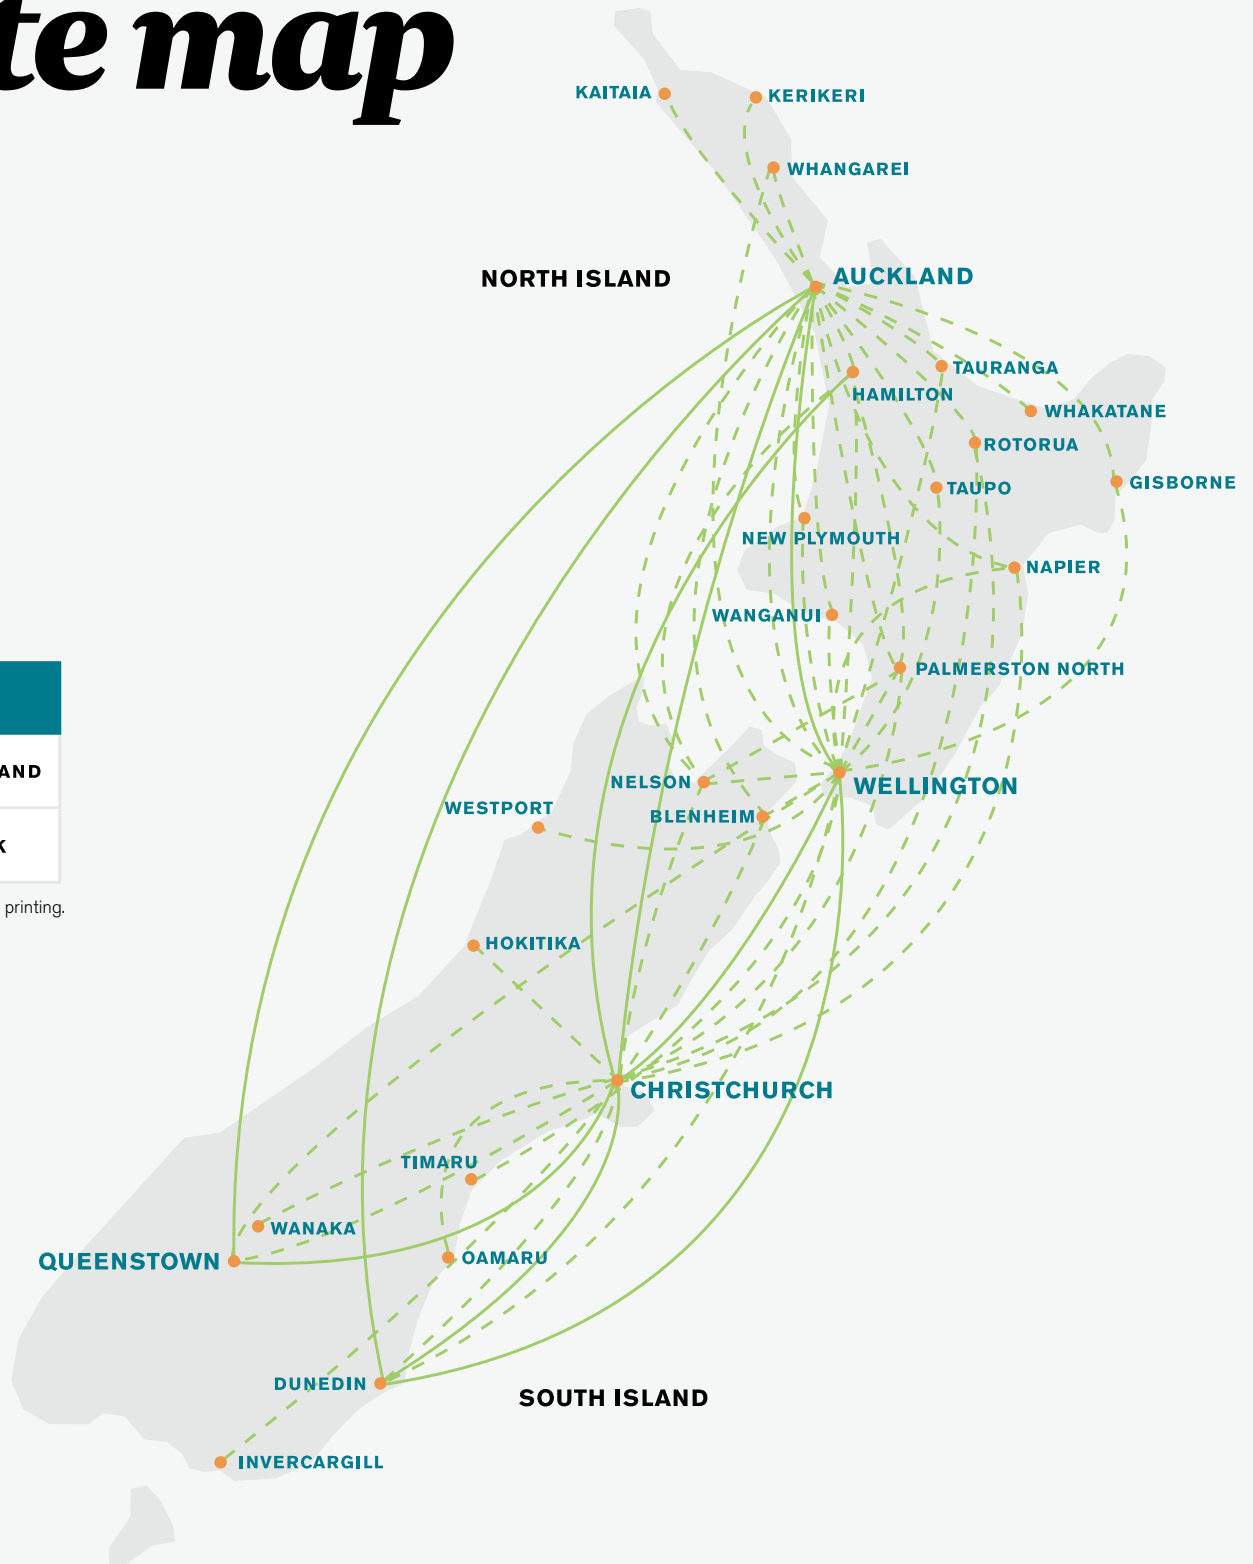 te map
KAITAIA
KERIKERI
WHANGAREI
NORTH ISLAND
AUCKLAND
TAURANGA
HAMILTON
WHAKATANE
ROTORUA
TAUPO
GISBORNE
NEW PLYMOUTH
NAPIER
WANGANUI
PALMERSTON NORTH
AND
NELSON
WELLINGTON
WESTPORT
BLENHEIM
K
printing.
HOKITIKA
CHRISTCHURCH
TIMARU
WANAKA
QUEENSTOWN
OAMARU
DUNEDIN
SOUTH ISLAND
INVERCARGILL